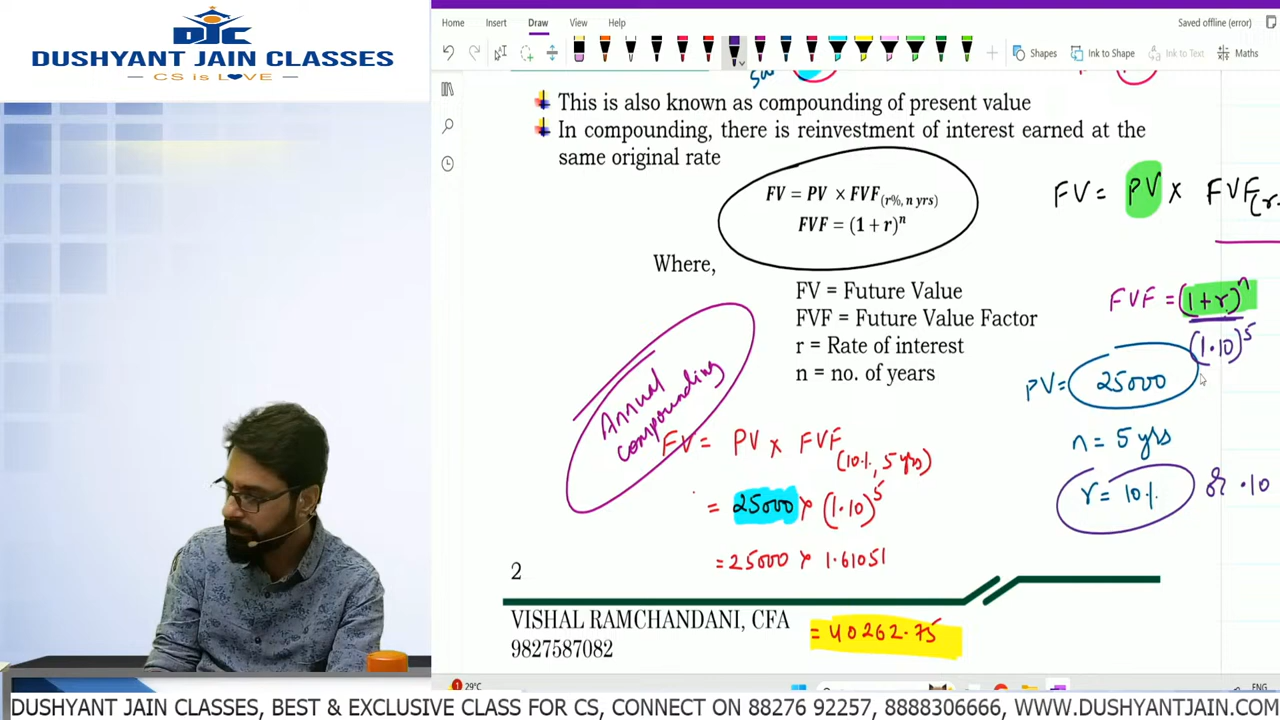 DJC
DUSHYANT JAIN CLASSES
CS is LOVE
Home Insert Draw View Help
Saved offline (error)
Shapes
Ink to Shape
Ink to Text
Maths
This is also known as compounding of present value
In compounding, there is reinvestment of interest earned at the
same original rate
FV = PV × FVF(r%, n yrs)
FVF = (1 + r)^n
FV = PV × FVF(r
Where,
FV = Future Value
FVF = Future Value Factor
r = Rate of interest
n = no. of years
FVF = (1+r)^n
(1.10)^5
PV = 25000
n = 5 yrs
r = 10% or .10
Annual
compounding
FV = PV × FVF(10%, 5 yrs)
= 25000 × (1.10)^5
= 25000 × 1.61051
= 40262.75
2
VISHAL RAMCHANDANI, CFA
9827587082
1
29°C
ENG
DUSHYANT JAIN CLASSES, BEST & EXCLUSIVE CLASS FOR CS, CONNECT ON 88276 92257, 8888306666, WWW.DUSHYANTJAIN.COM